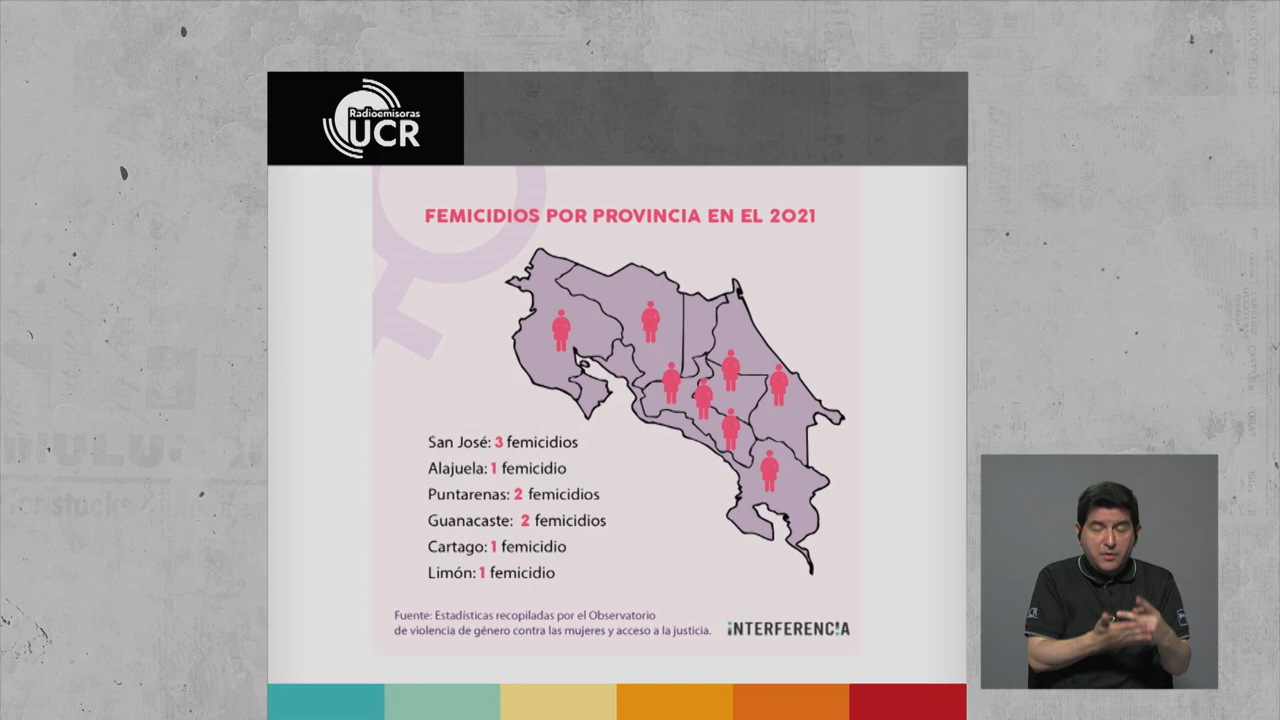 Radioemisoras
UCR
FEMICIDIOS POR PROVINCIA EN EL 2021
San José: 3 femicidios
Alajuela: 1 femicidio
Puntarenas: 2 femicidios
Guanacaste: 2 femicidios
Cartago: 1 femicidio
Limón: 1 femicidio
Fuente: Estadísticas recopiladas por el Observatorio
de violencia de género contra las mujeres y acceso a la justicia.
INTERFERENC!A